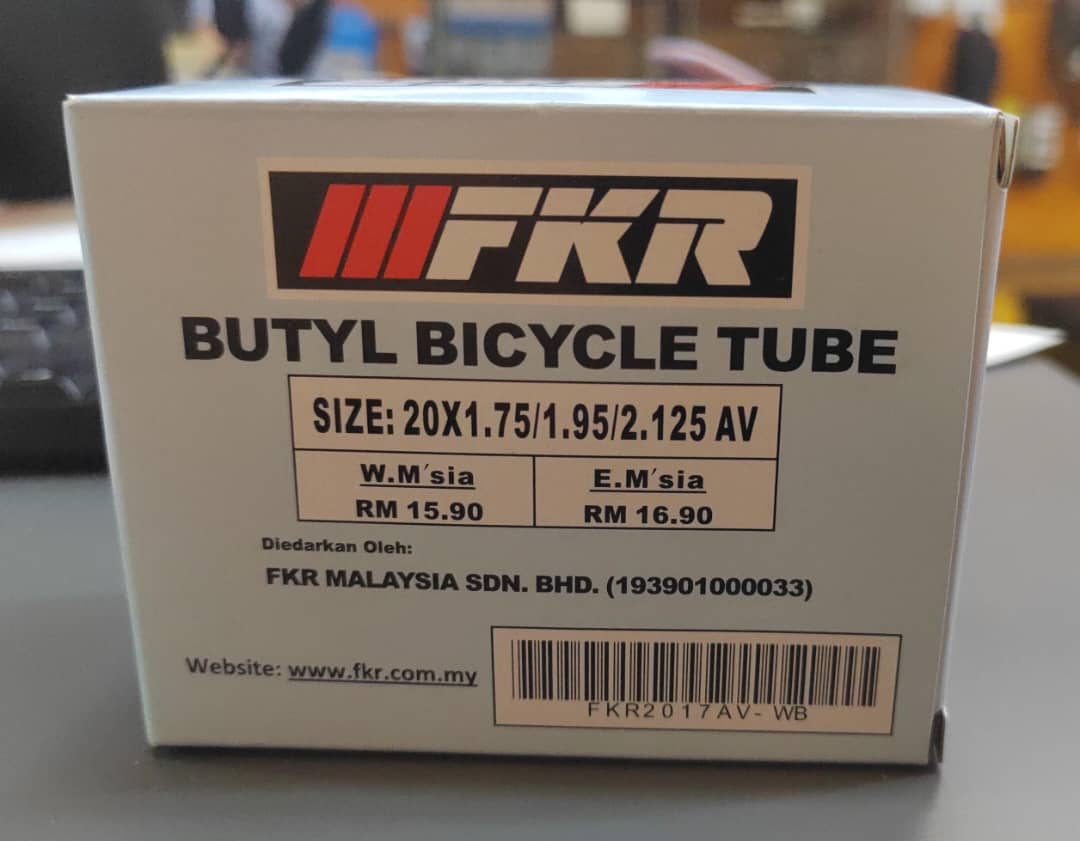 FKR
BUTYL BICYCLE TUBE
SIZE: 20X1.75/1.95/2.125 AV
W.M'sia
RM 15.90
E.M'sia
RM 16.90
Diedarkan Oleh:
FKR MALAYSIA SDN. BHD. (193901000033)
Website: www.fkr.com.my
FKR2017AV-WB